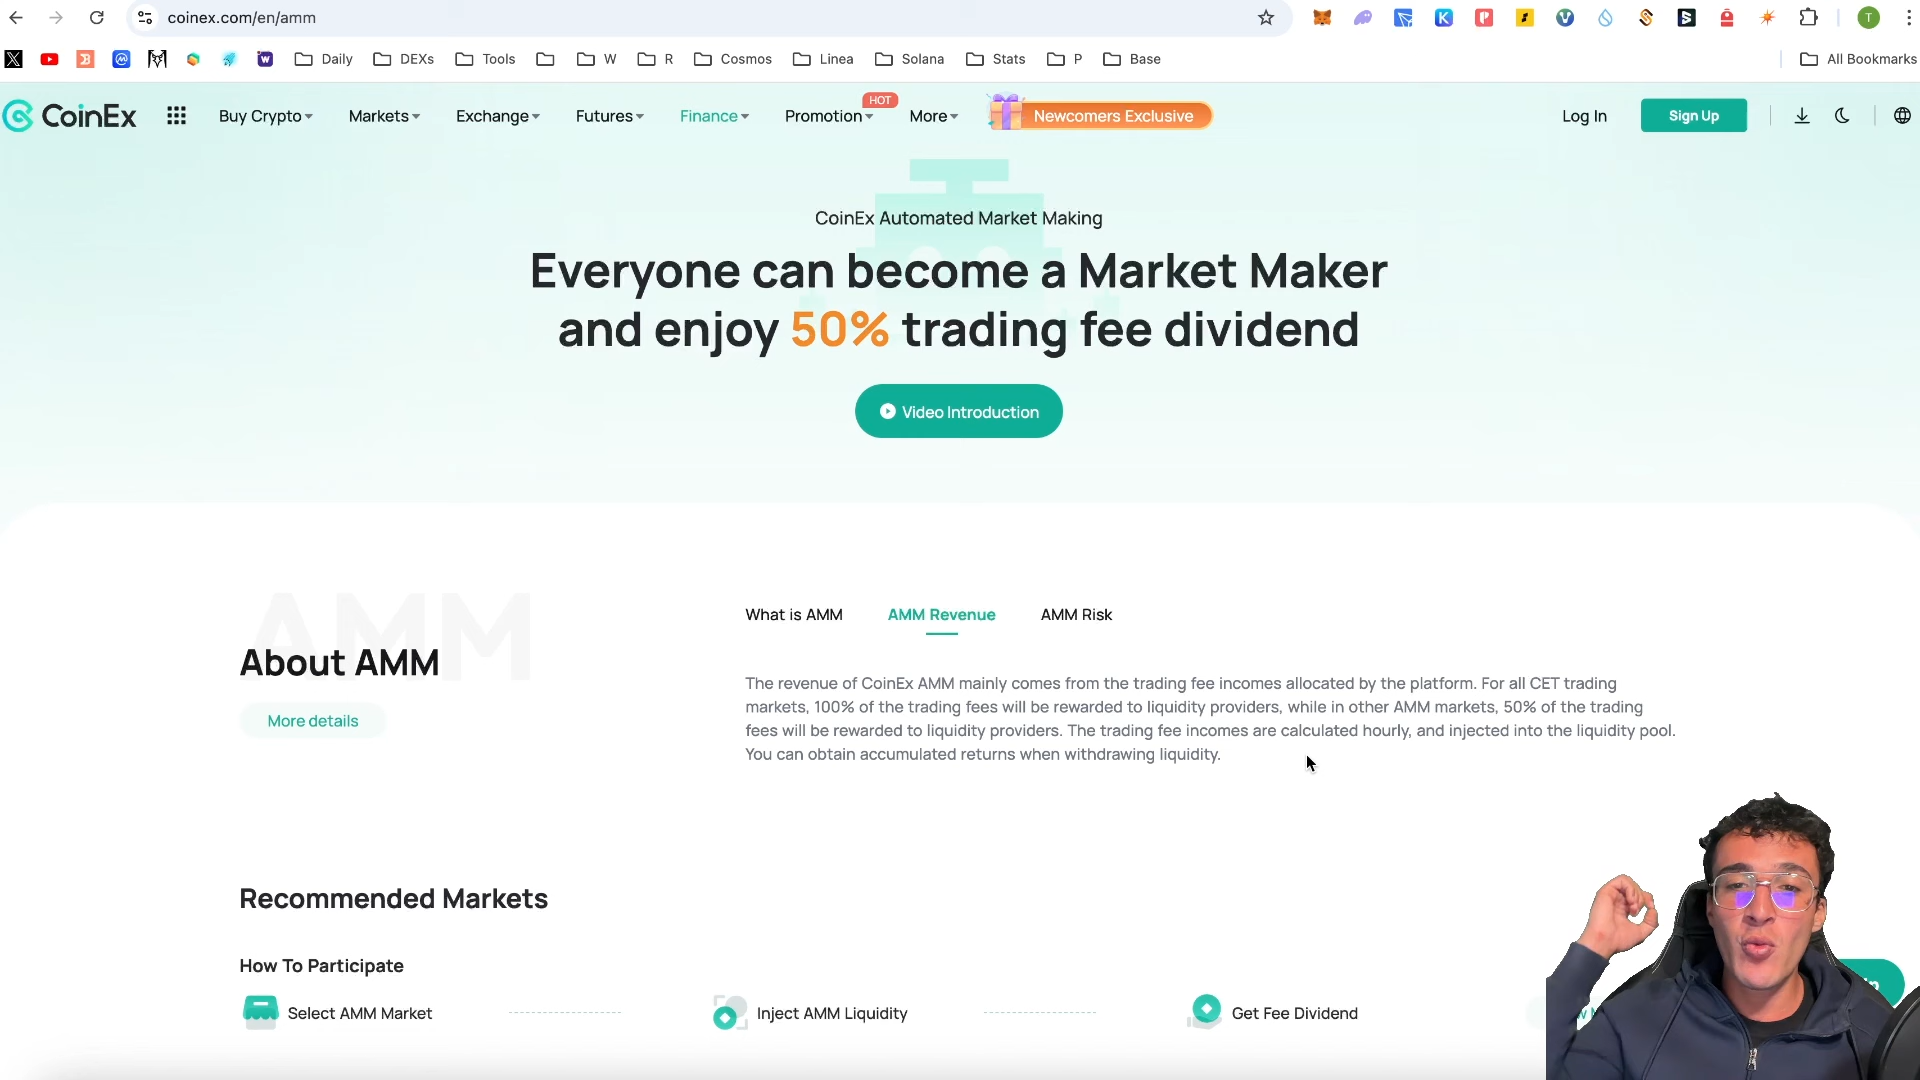 coinex.com/en/amm
Daily
DEXs
Tools
W
R
Cosmos
Linea
Solana
Stats
P
Base
All Bookmarks
CoinEx
Buy Crypto
Markets
Exchange
Futures
Finance
Promotion
HOT
More
Newcomers Exclusive
Log In
Sign Up
CoinEx Automated Market Making
Everyone can become a Market Maker
and enjoy 50% trading fee dividend
Video Introduction
AMM
About AMM
More details
What is AMM
AMM Revenue
AMM Risk
The revenue of CoinEx AMM mainly comes from the trading fee incomes allocated by the platform. For all CET trading
markets, 100% of the trading fees will be rewarded to liquidity providers, while in other AMM markets, 50% of the trading
fees will be rewarded to liquidity providers. The trading fee incomes are calculated hourly, and injected into the liquidity pool.
You can obtain accumulated returns when withdrawing liquidity.
Recommended Markets
How To Participate
Select AMM Market
Inject AMM Liquidity
Get Fee Dividend